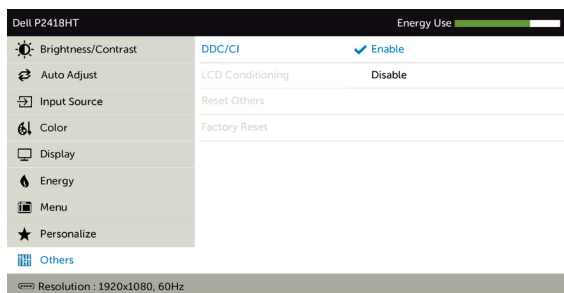 Dell P2418HT Energy Use
Brightness/Contrast DDC/CI Enable
Auto Adjust LCD Conditioning Disable
Input Source Reset Others
Color Factory Reset
Display
Energy
Menu
Personalize
Others
Resolution : 1920x1080, 60Hz